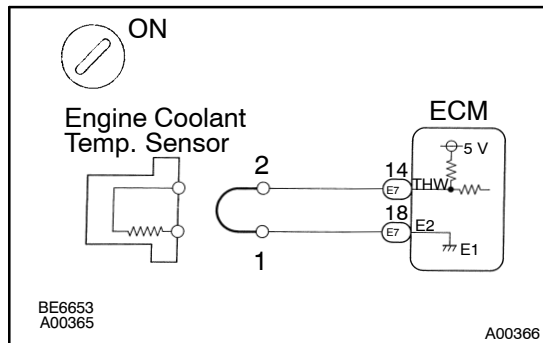 ON
Engine Coolant
Temp. Sensor
ECM
5 V
2
14
THW
E7
18
E2
E7
1
E1
BE6653
A00365
A00366